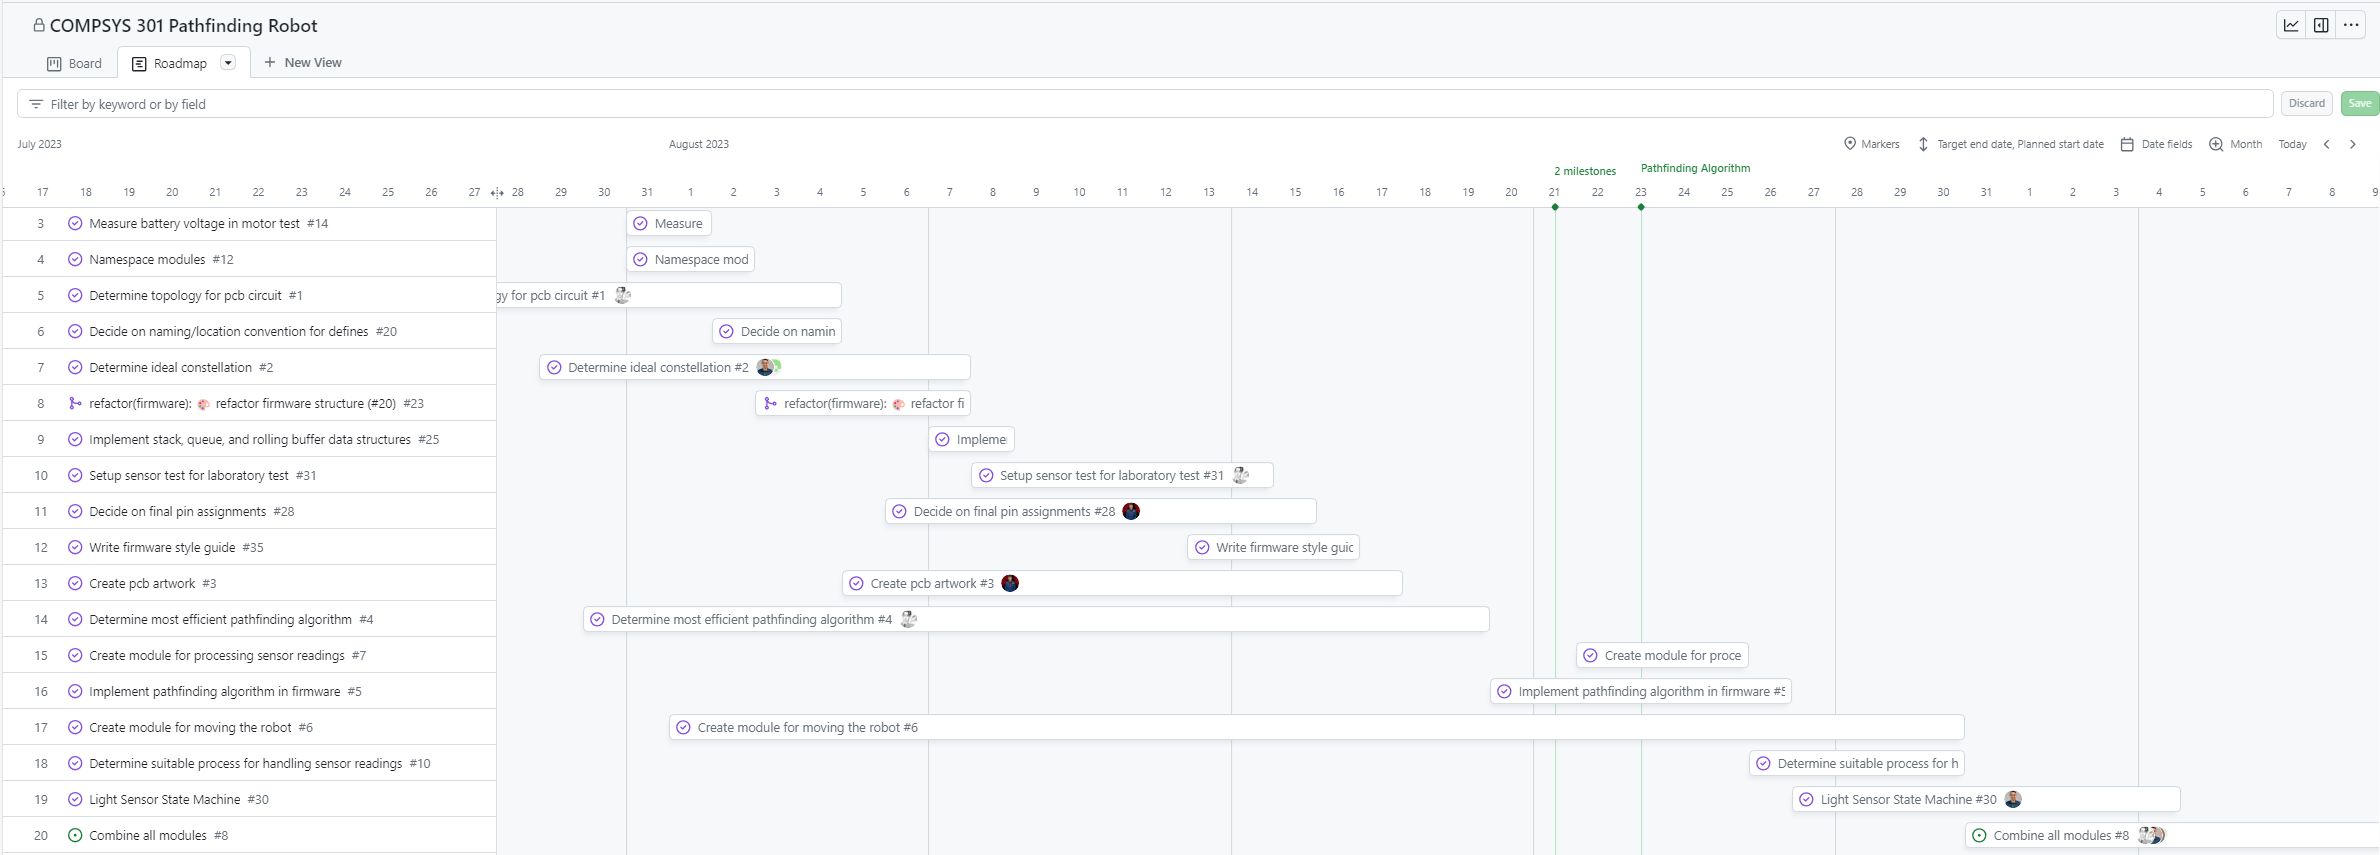 COMPSYS 301 Pathfinding Robot
Board Roadmap New View
Filter by keyword or by field Discard Save
July 2023 August 2023 Markers Target end date, Planned start date Date fields Month Today
2 milestones Pathfinding Algorithm
17 18 19 20 21 22 23 24 25 26 27 28 29 30 31 1 2 3 4 5 6 7 8 9 10 11 12 13 14 15 16 17 18 19 20 21 22 23 24 25 26 27 28 29 30 31 1 2 3 4 5 6 7 8 9
3 Measure battery voltage in motor test #14 Measure
4 Namespace modules #12 Namespace mod
5 Determine topology for pcb circuit #1 gy for pcb circuit #1
6 Decide on naming/location convention for defines #20 Decide on namin
7 Determine ideal constellation #2 Determine ideal constellation #2
8 refactor(firmware): 🎨 refactor firmware structure (#20) #23 refactor(firmware): 🎨 refactor fi
9 Implement stack, queue, and rolling buffer data structures #25 Impleme
10 Setup sensor test for laboratory test #31 Setup sensor test for laboratory test #31
11 Decide on final pin assignments #28 Decide on final pin assignments #28
12 Write firmware style guide #35 Write firmware style guic
13 Create pcb artwork #3 Create pcb artwork #3
14 Determine most efficient pathfinding algorithm #4 Determine most efficient pathfinding algorithm #4
15 Create module for processing sensor readings #7 Create module for proce
16 Implement pathfinding algorithm in firmware #5 Implement pathfinding algorithm in firmware #5
17 Create module for moving the robot #6 Create module for moving the robot #6
18 Determine suitable process for handling sensor readings #10 Determine suitable process for h
19 Light Sensor State Machine #30 Light Sensor State Machine #30
20 Combine all modules #8 Combine all modules #8